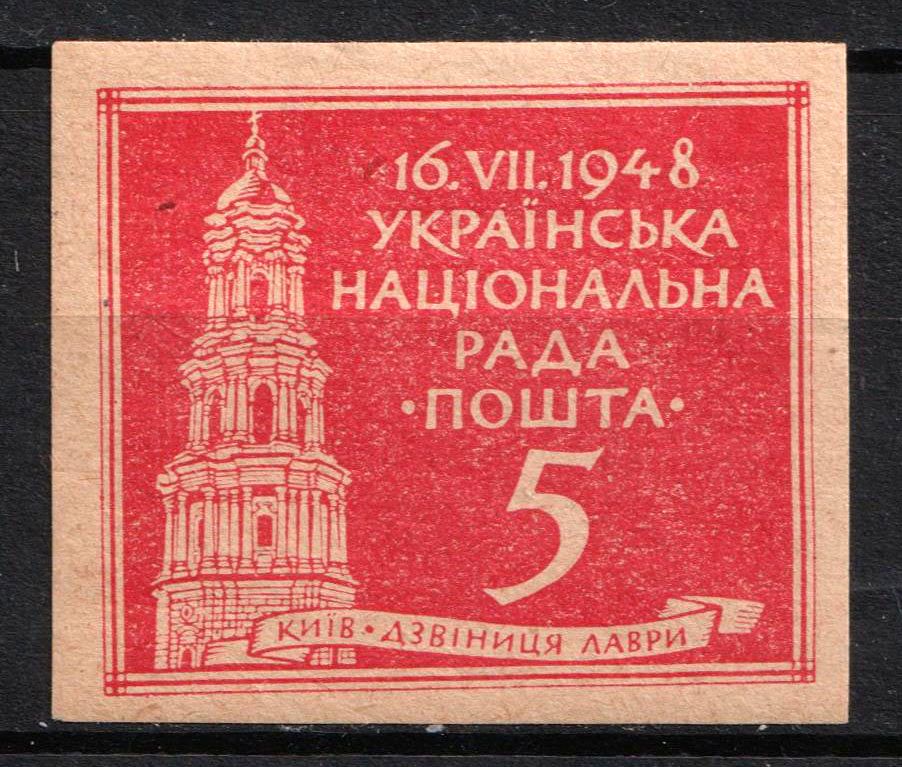 16.VII.1948
УКРАЇНСЬКА
НАЦІОНАЛЬНА
РАДА
·ПОШТА·
5
КИЇВ·ДЗВІНИЦЯ ЛАВРИ